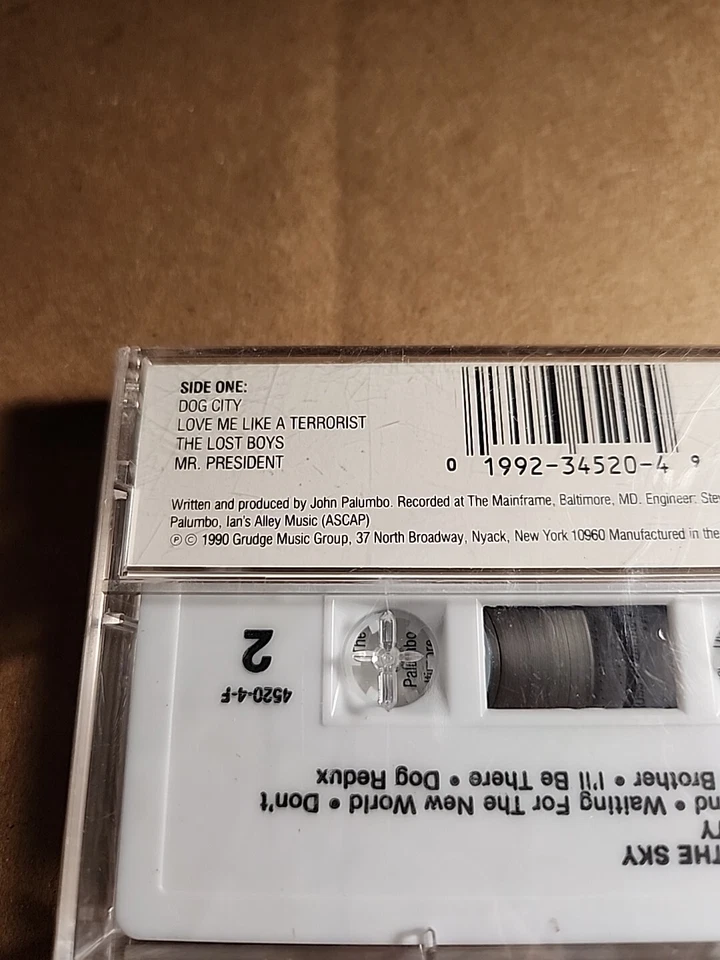 SIDE ONE:
DOG CITY
LOVE ME LIKE A TERRORIST
THE LOST BOYS
MR. PRESIDENT
0 1992-34520-4 9
Written and produced by John Palumbo. Recorded at The Mainframe, Baltimore, MD. Engineer:
Palumbo, Ian's Alley Music (ASCAP)
℗ © 1990 Grudge Music Group, 37 North Broadway, Nyack, New York 10960 Manufactured in the
The
Palumbo
2
4520-4-F
THE SKY
Waiting For The New World • Don't
Brother • I'll Be There • Dog Redux